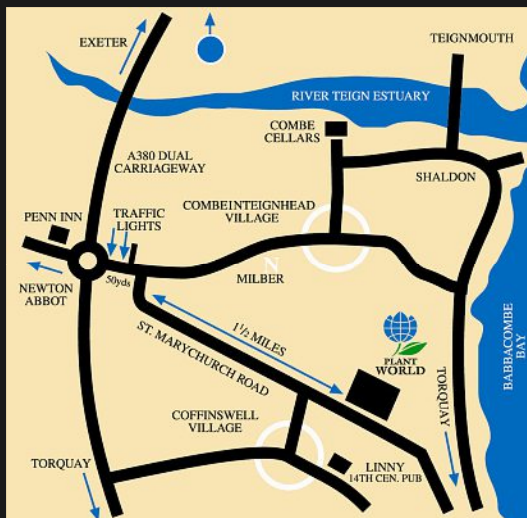 EXETER
TEIGNMOUTH
RIVER TEIGN ESTUARY
COMBE
CELLARS
A380 DUAL
CARRIAGEWAY
SHALDON
PENN INN
TRAFFIC
LIGHTS
COMBEINTEIGNHEAD
VILLAGE
N
MILBER
50yds
NEWTON
ABBOT
1½ MILES
ST. MARYCHURCH ROAD
PLANT
WORLD
BABBACOMBE
BAY
TORQUAY
COFFINSWELL
VILLAGE
TORQUAY
LINNY
14TH CEN. PUB